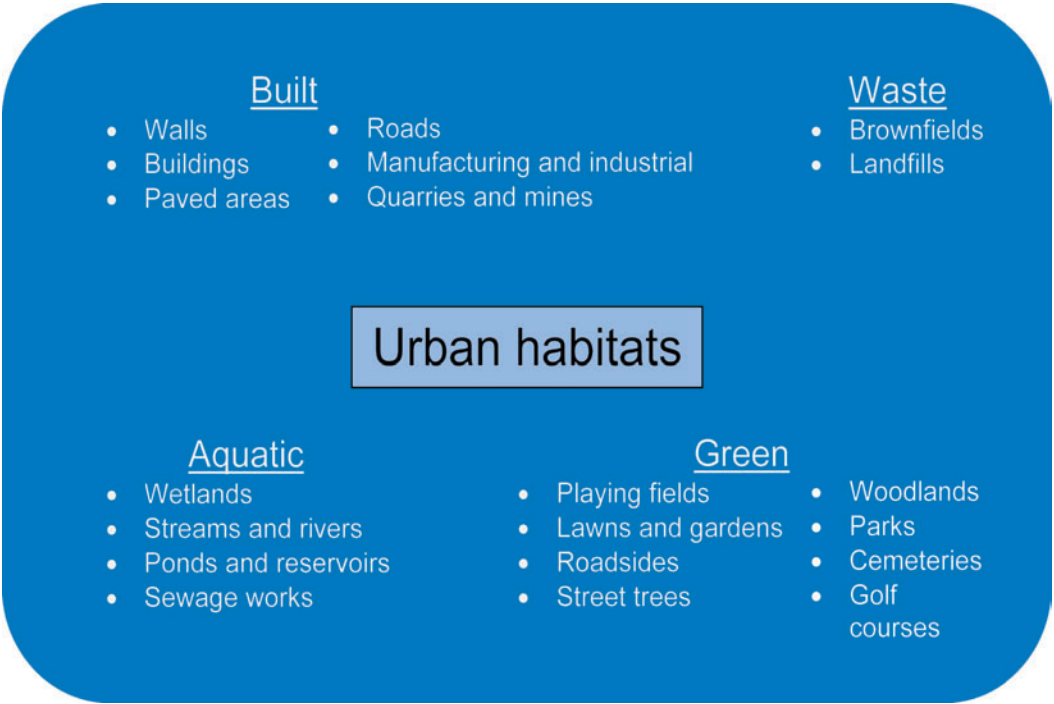 Built
• Walls
• Buildings
• Paved areas
• Roads
• Manufacturing and industrial
• Quarries and mines
Waste
• Brownfields
• Landfills
Urban habitats
Aquatic
• Wetlands
• Streams and rivers
• Ponds and reservoirs
• Sewage works
Green
• Playing fields
• Lawns and gardens
• Roadsides
• Street trees
• Woodlands
• Parks
• Cemeteries
• Golf
courses